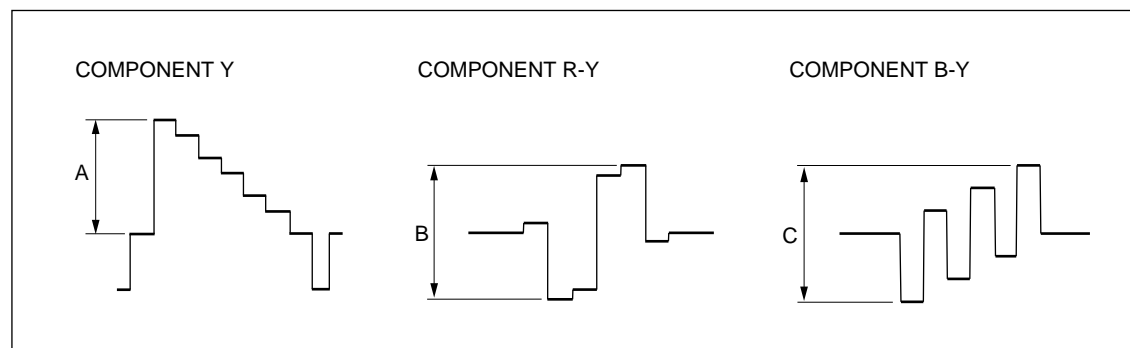 COMPONENT Y
COMPONENT R-Y
COMPONENT B-Y
A
B
C